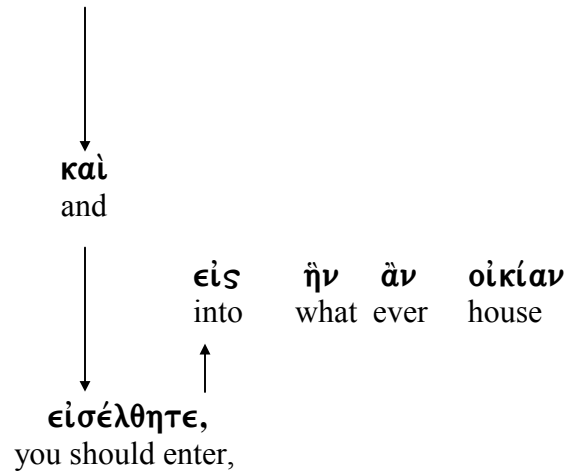 καὶ
and
εἰς ἣν ἂν οἰκίαν
into what ever house
εἰσέλθητε,
you should enter,